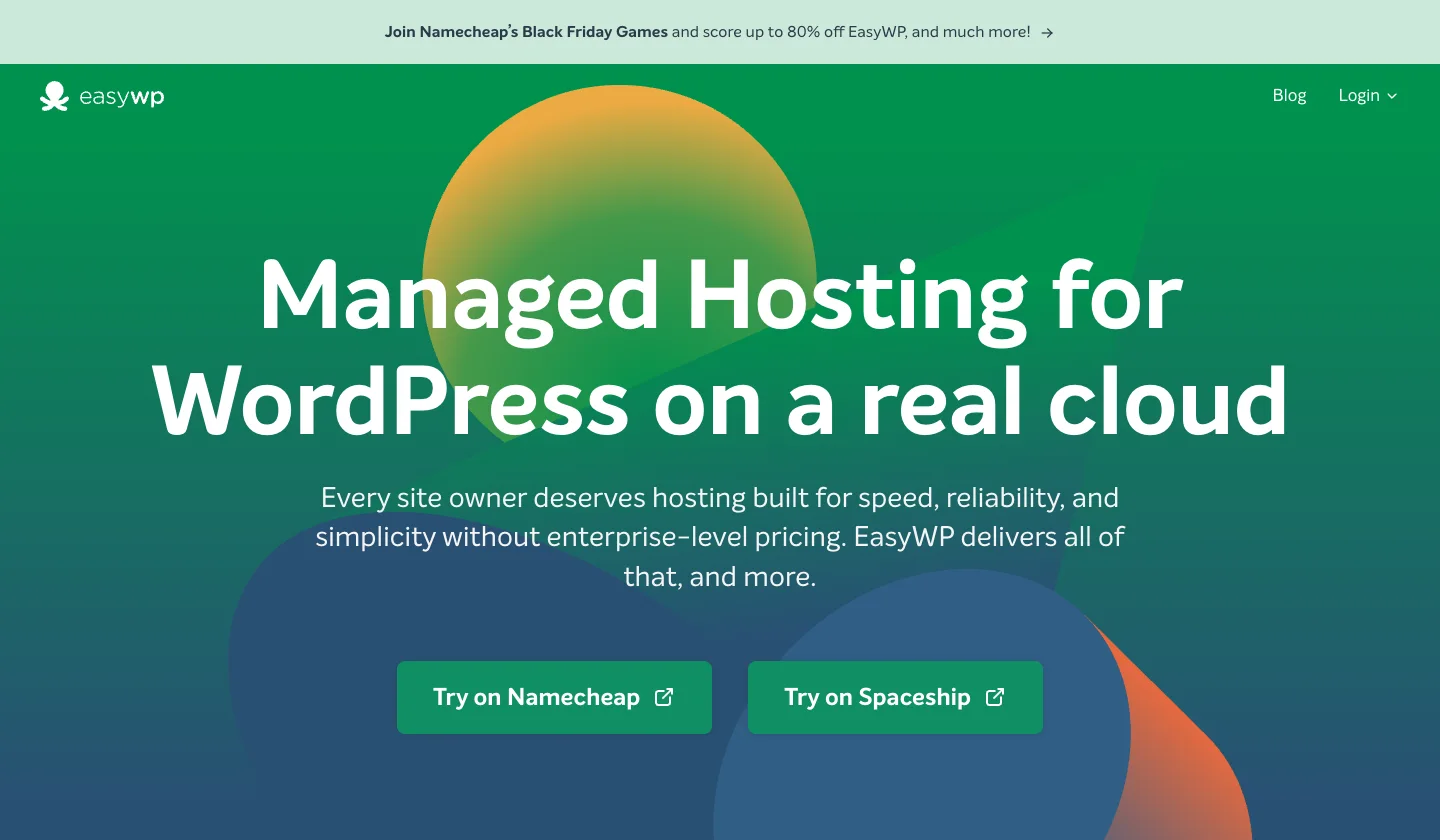 Join Namecheap’s Black Friday Games and score up to 80% off EasyWP, and much more! →
easywp
Blog
Login
Managed Hosting for
WordPress on a real cloud
Every site owner deserves hosting built for speed, reliability, and
simplicity without enterprise-level pricing. EasyWP delivers all of
that, and more.
Try on Namecheap
Try on Spaceship